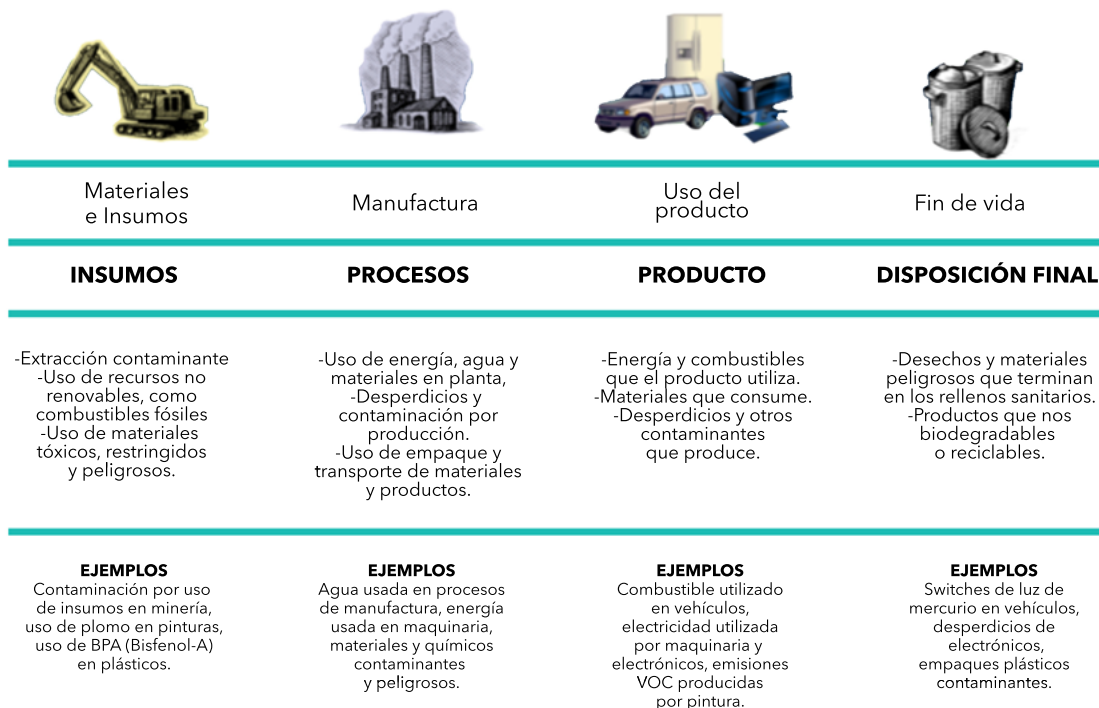 Materiales
e Insumos
Manufactura
Uso del
producto
Fin de vida
INSUMOS
PROCESOS
PRODUCTO
DISPOSICIÓN FINAL
-Extracción contaminante
-Uso de recursos no
renovables, como
combustibles fósiles
-Uso de materiales
tóxicos, restringidos
y peligrosos.
-Uso de energía, agua y
materiales en planta,
-Desperdicios y
contaminación por
producción.
-Uso de empaque y
transporte de materiales
y productos.
-Energía y combustibles
que el producto utiliza.
-Materiales que consume.
-Desperdicios y otros
contaminantes
que produce.
-Desechos y materiales
peligrosos que terminan
en los rellenos sanitarios.
-Productos que nos
biodegradables
o reciclables.
EJEMPLOS
Contaminación por uso
de insumos en minería,
uso de plomo en pinturas,
uso de BPA (Bisfenol-A)
en plásticos.
EJEMPLOS
Agua usada en procesos
de manufactura, energía
usada en maquinaria,
materiales y químicos
contaminantes
y peligrosos.
EJEMPLOS
Combustible utilizado
en vehículos,
electricidad utilizada
por maquinaria y
electrónicos, emisiones
VOC producidas
por pintura.
EJEMPLOS
Switches de luz de
mercurio en vehículos,
desperdicios de
electrónicos,
empaques plásticos
contaminantes.